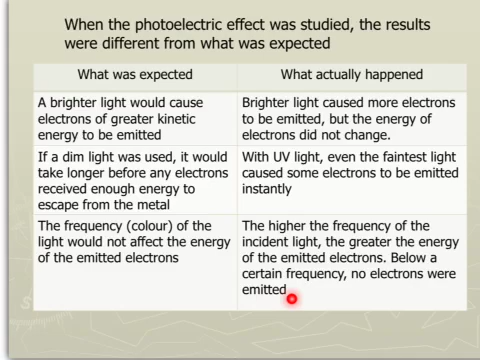 When the photoelectric effect was studied, the results
were different from what was expected
What was expected
What actually happened
A brighter light would cause
electrons of greater kinetic
energy to be emitted
Brighter light caused more electrons
to be emitted, but the energy of
electrons did not change.
If a dim light was used, it would
take longer before any electrons
received enough energy to
escape from the metal
With UV light, even the faintest light
caused some electrons to be emitted
instantly
The frequency (colour) of the
light would not affect the energy
of the emitted electrons
The higher the frequency of the
incident light, the greater the energy
of the emitted electrons. Below a
certain frequency, no electrons were
emitted